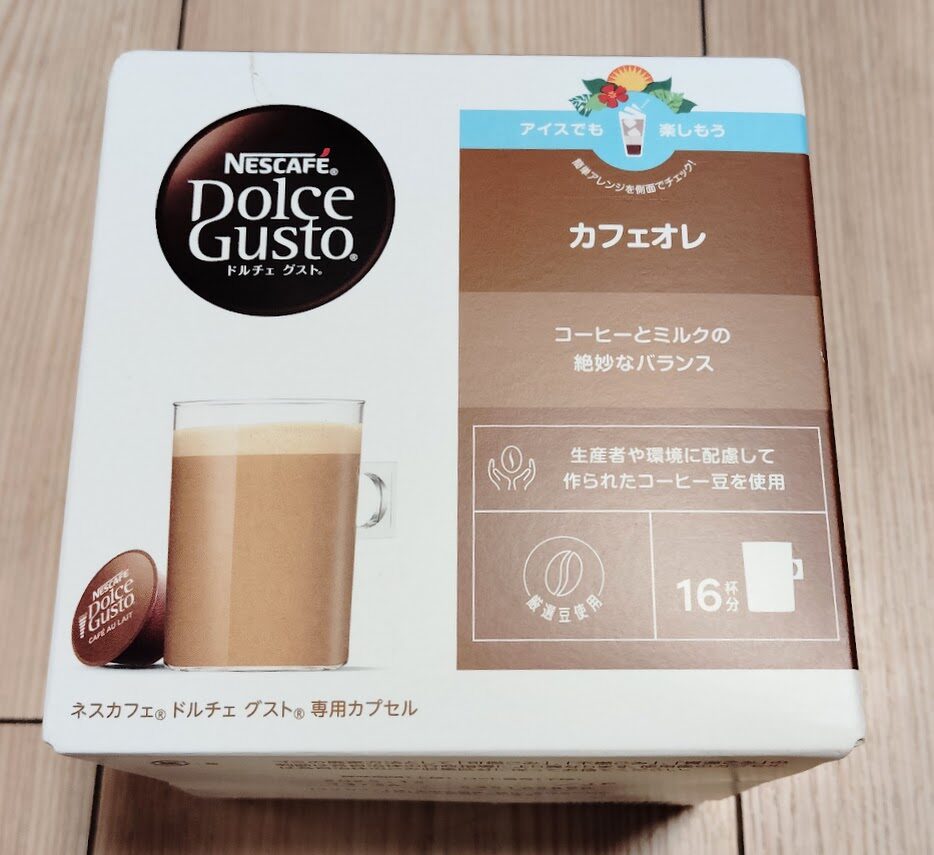 NESCAFÉ®
Dolce
Gusto®
ドルチェ グスト®
アイスでも 楽しもう
簡単アレンジを側面でチェック!
カフェオレ
コーヒーとミルクの
絶妙なバランス
生産者や環境に配慮して
作られたコーヒー豆を使用
厳選豆使用
16杯分
NESCAFÉ
Dolce
Gusto
CAFÉ AU LAIT
ネスカフェ® ドルチェ グスト® 専用カプセル